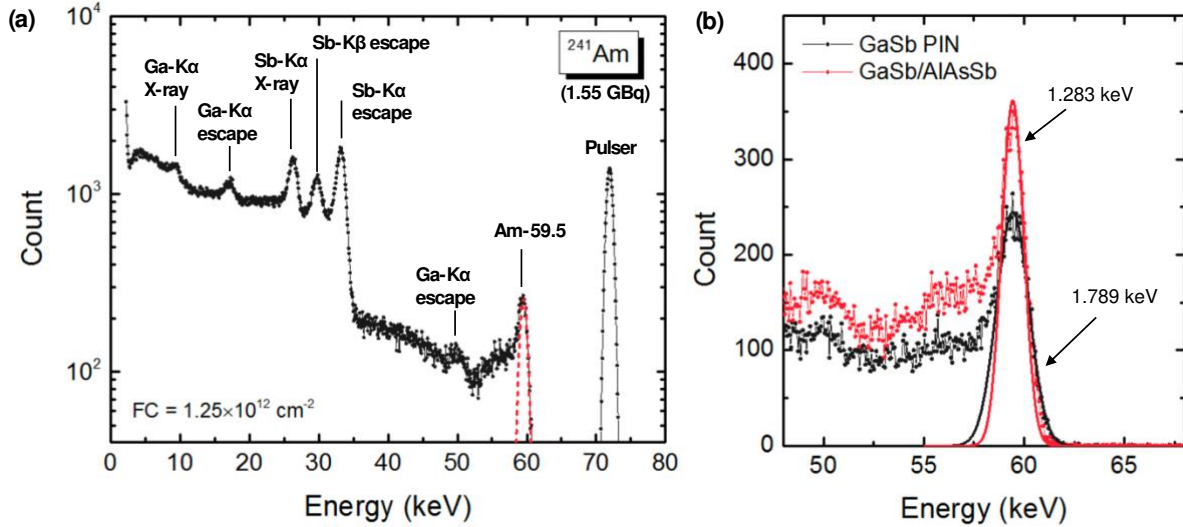 (a)
10⁴
10³
10²
Count
Ga-Kα
X-ray
Ga-Kα
escape
Sb-Kα
X-ray
Sb-Kβ escape
Sb-Kα
escape
²⁴¹Am
(1.55 GBq)
Pulser
Am-59.5
Ga-Kα
escape
FC = 1.25×10¹² cm⁻²
0 10 20 30 40 50 60 70 80
Energy (keV)
(b)
GaSb PIN
GaSb/AlAsSb
1.283 keV
1.789 keV
400
300
200
100
0
Count
50 55 60 65
Energy (keV)